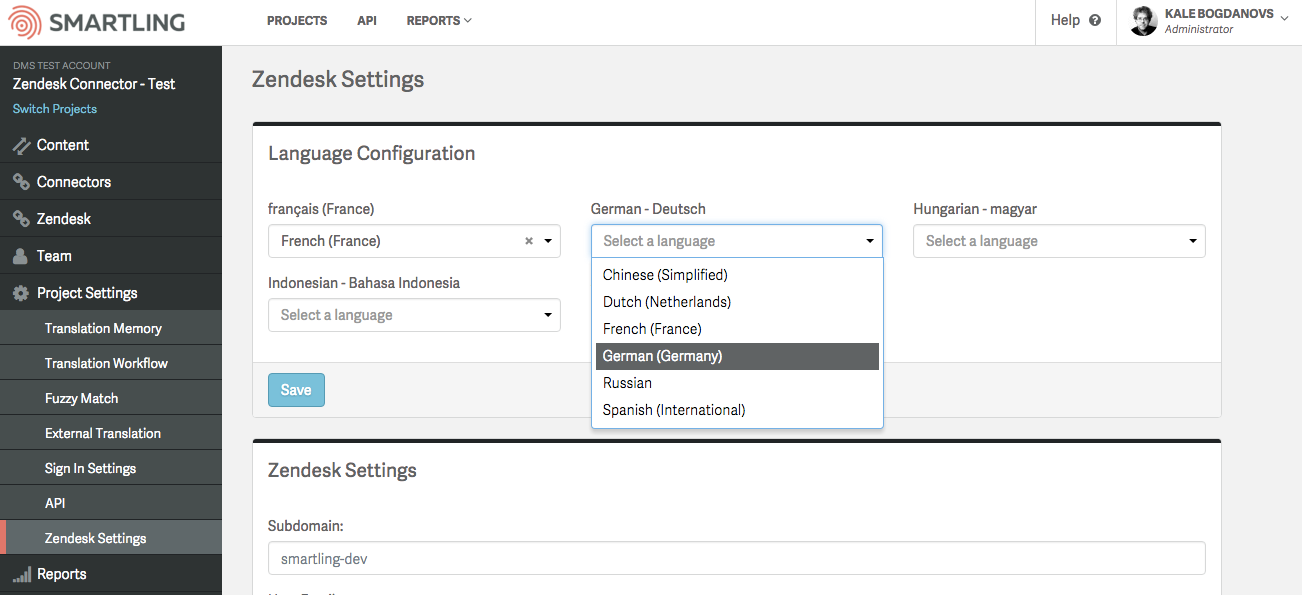 SMARTLING
PROJECTS API REPORTS
Help ?
KALE BOGDANOVS
Administrator
DMS TEST ACCOUNT
Zendesk Connector - Test
Switch Projects
Content
Connectors
Zendesk
Team
Project Settings
Translation Memory
Translation Workflow
Fuzzy Match
External Translation
Sign In Settings
API
Zendesk Settings
Reports
Zendesk Settings
Language Configuration
français (France)
French (France) ×
German - Deutsch
Select a language
Chinese (Simplified)
Dutch (Netherlands)
French (France)
German (Germany)
Russian
Spanish (International)
Hungarian - magyar
Select a language
Indonesian - Bahasa Indonesia
Select a language
Save
Zendesk Settings
Subdomain:
smartling-dev